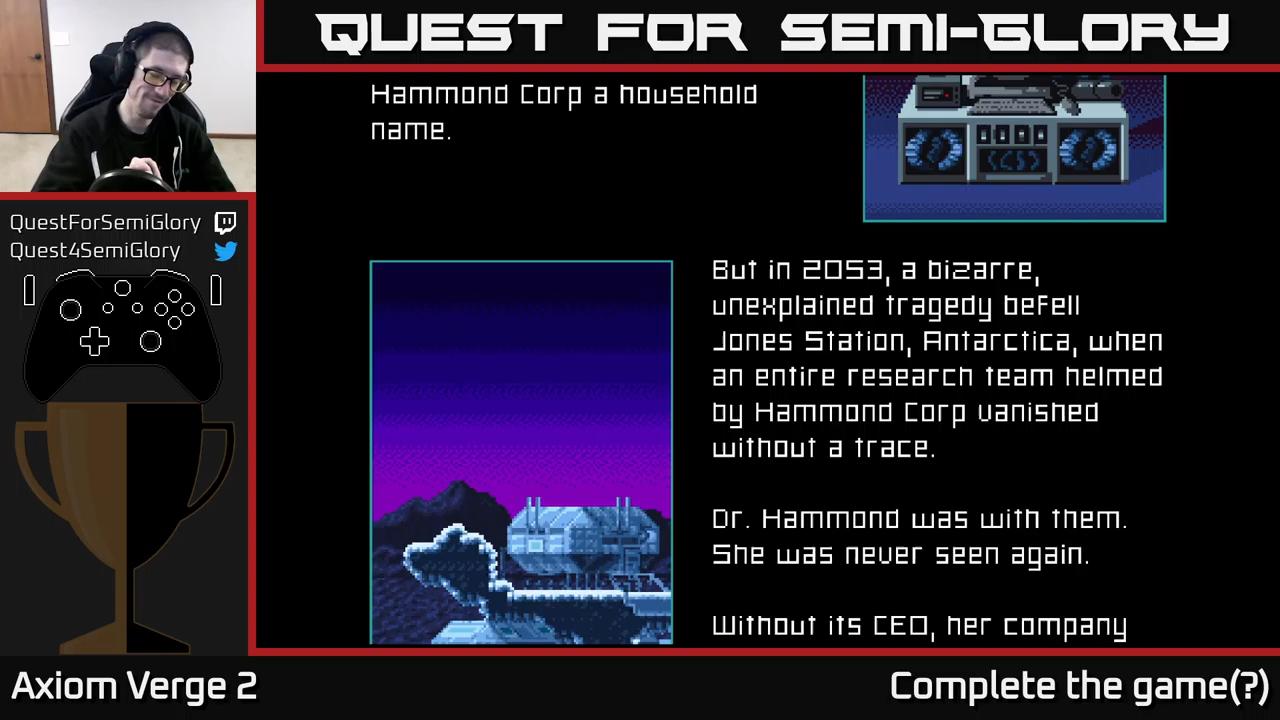 QUEST FOR SEMI-GLORY
Hammond Corp a household
name.
QuestForSemiGlory
Quest4SemiGlory
But in 2053, a bizarre,
unexplained tragedy befell
Jones Station, Antarctica, when
an entire research team helmed
by Hammond Corp vanished
without a trace.
Dr. Hammond was with them.
She was never seen again.
Without its CEO, her company
Axiom Verge 2
Complete the game(?)